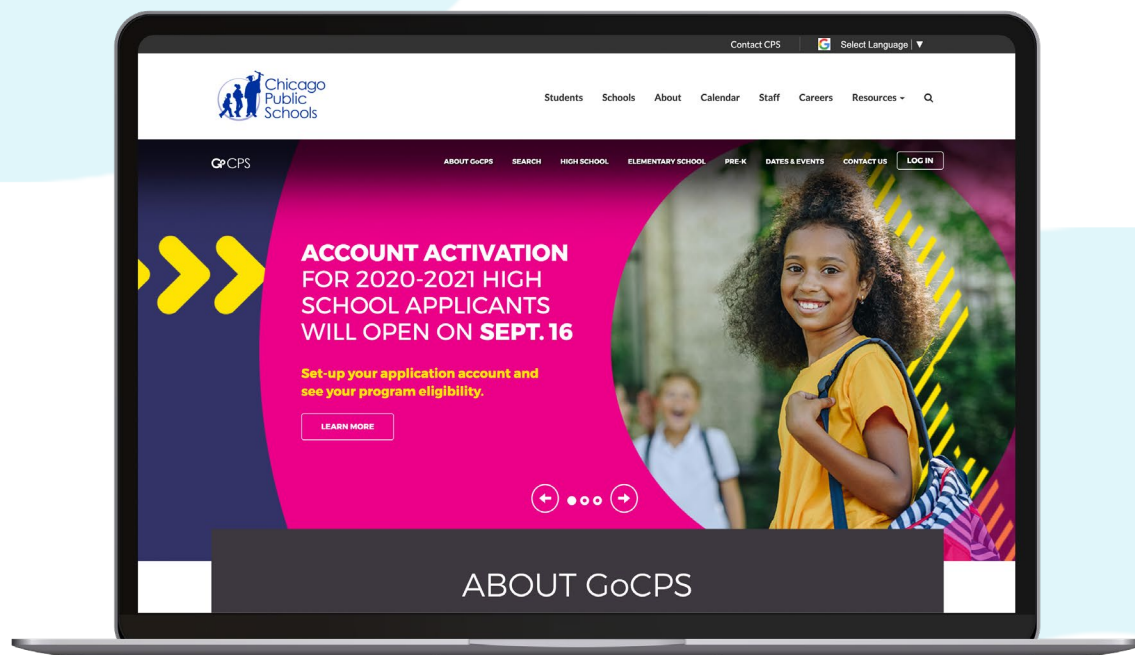 Contact CPS
Select Language ▼
Chicago
Public
Schools
Students Schools About Calendar Staff Careers Resources
GoCPS
ABOUT GoCPS SEARCH HIGH SCHOOL ELEMENTARY SCHOOL PRE-K DATES & EVENTS CONTACT US LOG IN
ACCOUNT ACTIVATION
FOR 2020-2021 HIGH
SCHOOL APPLICANTS
WILL OPEN ON SEPT. 16
Set-up your application account and
see your program eligibility.
LEARN MORE
ABOUT GoCPS